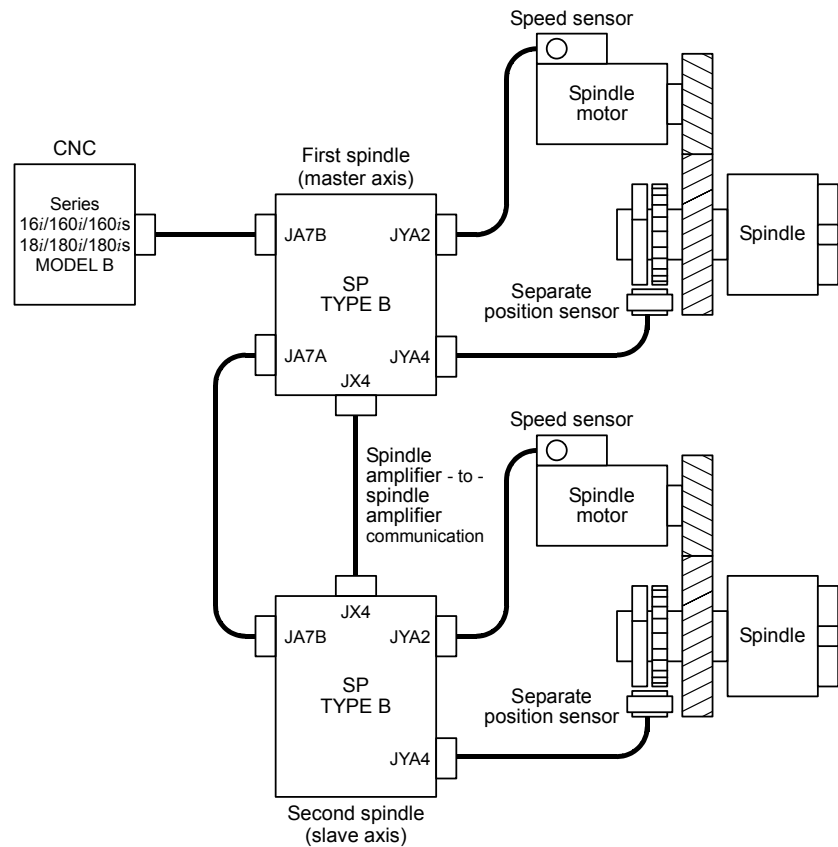 Speed sensor
Spindle
motor
CNC
Series
16i/160i/160is
18i/180i/180is
MODEL B
First spindle
(master axis)
JA7B
JYA2
SP
TYPE B
JA7A
JYA4
JX4
Separate
position sensor
Spindle
Spindle
amplifier - to -
spindle
amplifier
communication
Speed sensor
Spindle
motor
JX4
JA7B
JYA2
SP
TYPE B
JYA4
Separate
position sensor
Spindle
Second spindle
(slave axis)